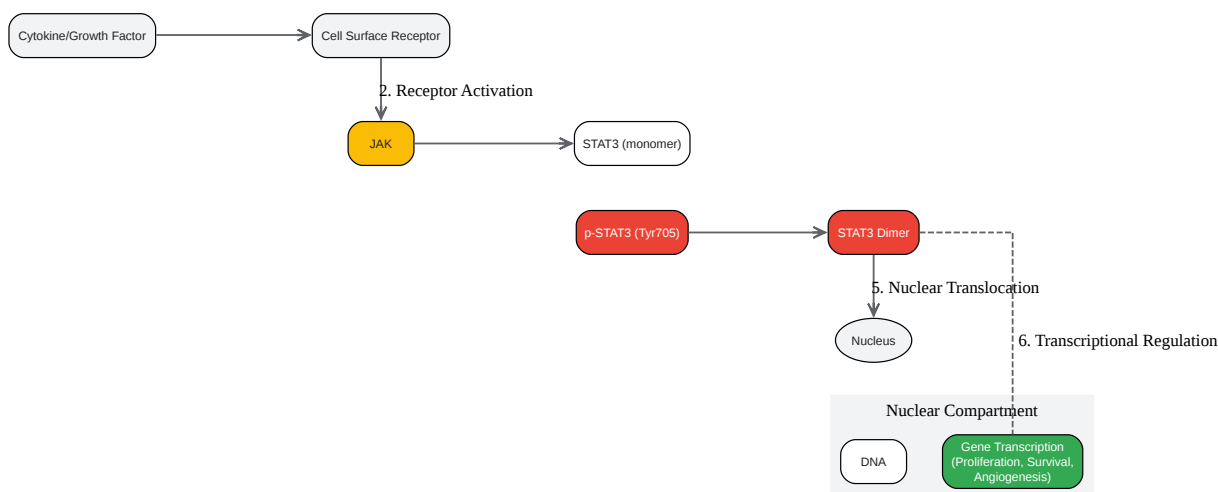 Cytokine/Growth Factor
Cell Surface Receptor
2. Receptor Activation
JAK
STAT3 (monomer)
p-STAT3 (Tyr705)
STAT3 Dimer
5. Nuclear Translocation
Nucleus
6. Transcriptional Regulation
Nuclear Compartment
DNA
Gene Transcription
(Proliferation, Survival,
Angiogenesis)